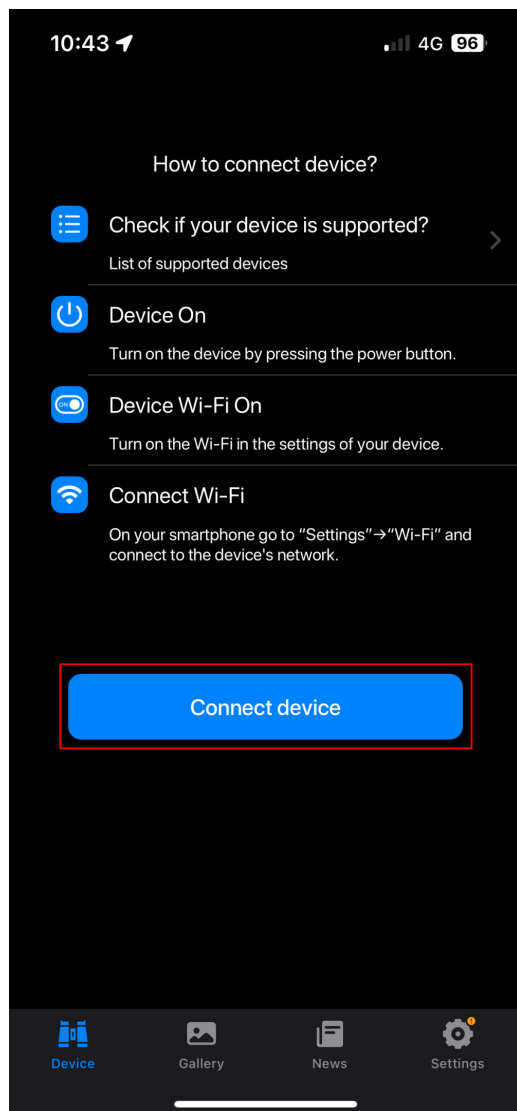 10:43 4G 96
How to connect device?
Check if your device is supported?
List of supported devices
Device On
Turn on the device by pressing the power button.
ON
Device Wi-Fi On
Turn on the Wi-Fi in the settings of your device.
Connect Wi-Fi
On your smartphone go to “Settings”→“Wi-Fi” and
connect to the device's network.
Connect device
Device Gallery News Settings